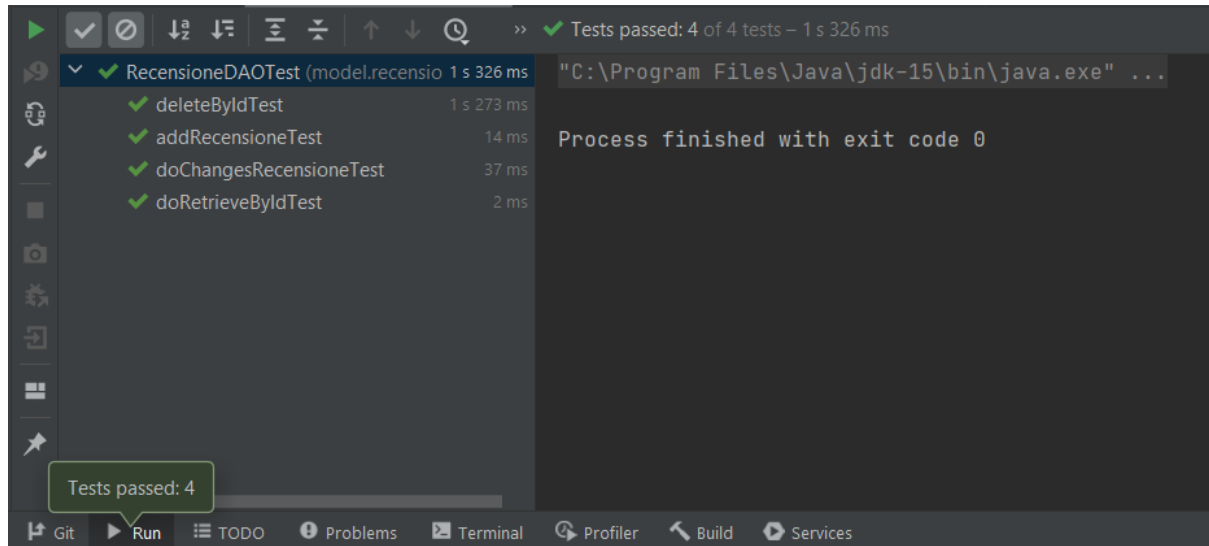 Tests passed: 4 of 4 tests – 1 s 326 ms
RecensioneDAOTest (model.recensio 1 s 326 ms
deleteByIdTest 1 s 273 ms
addRecensioneTest 14 ms
doChangesRecensioneTest 37 ms
doRetrieveByIdTest 2 ms
"C:\Program Files\Java\jdk-15\bin\java.exe" ...
Process finished with exit code 0
Tests passed: 4
Git Run TODO Problems Terminal Profiler Build Services